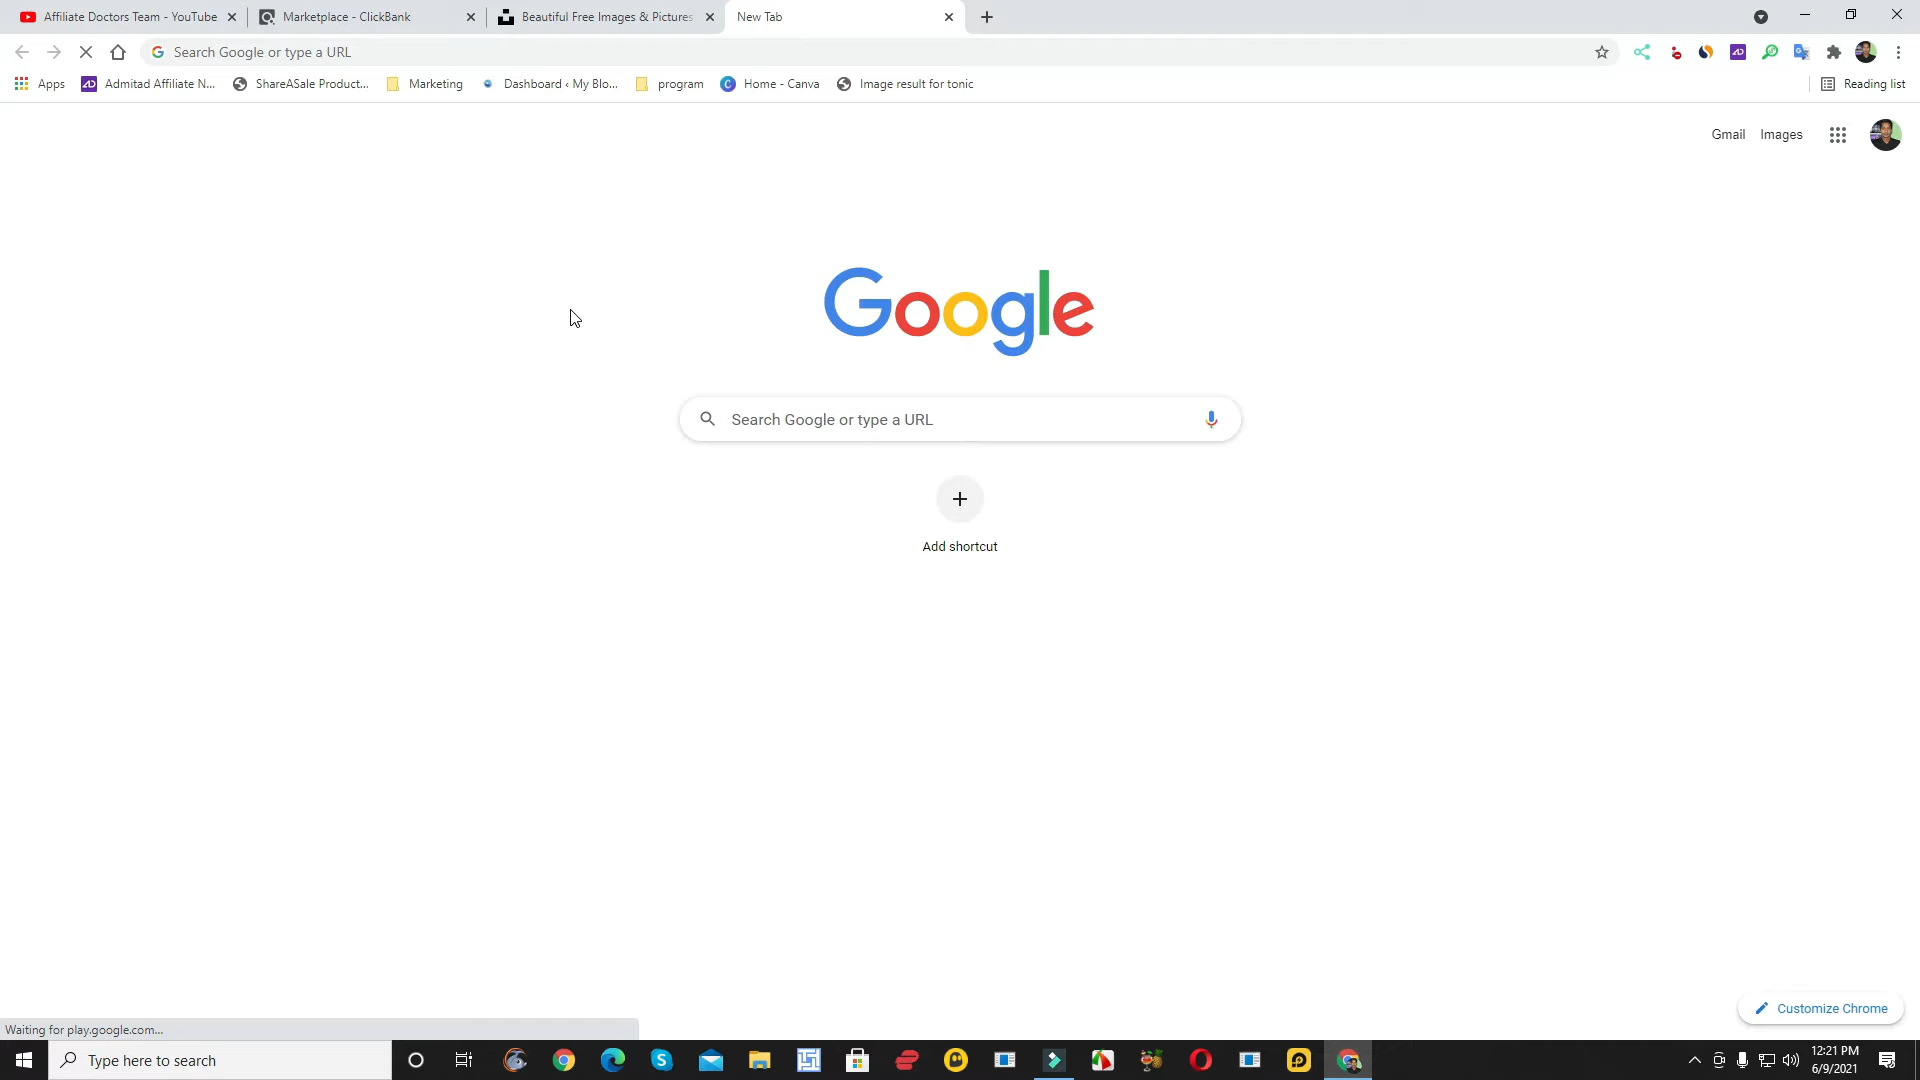 Affiliate Doctors Team - YouTube
Marketplace - ClickBank
Beautiful Free Images & Pictures
New Tab
Search Google or type a URL
Apps
Admitad Affiliate N...
ShareASale Product...
Marketing
Dashboard ‹ My Blo...
program
Home - Canva
Image result for tonic
Reading list
Gmail
Images
Google
Search Google or type a URL
Add shortcut
Customize Chrome
Waiting for play.google.com...
Type here to search
12:21 PM
6/9/2021